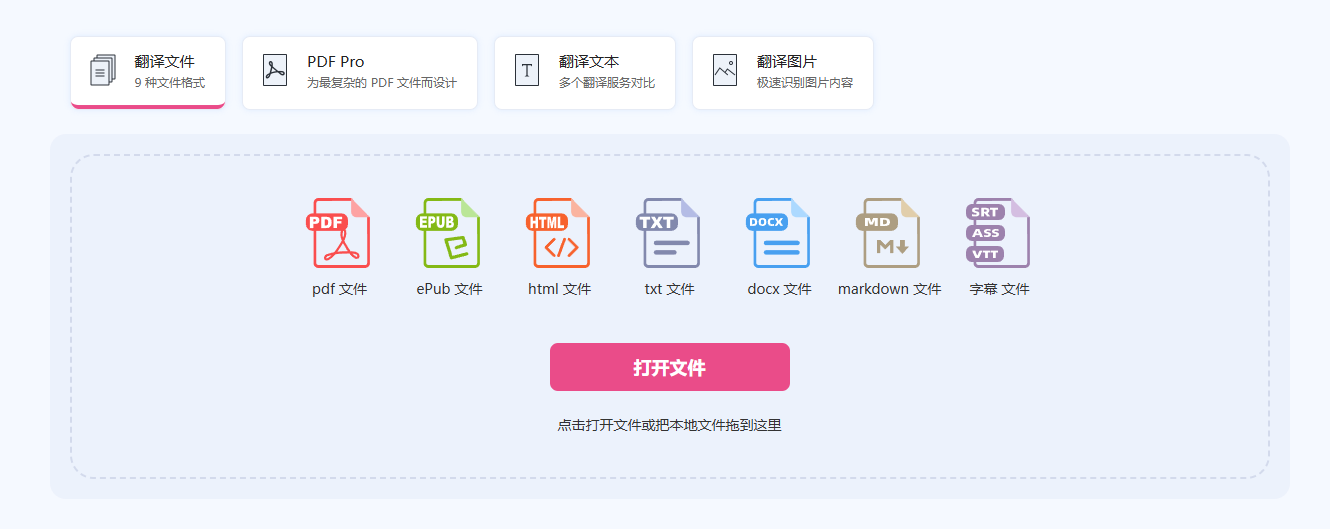 翻译文件
9 种文件格式
PDF Pro
为最复杂的 PDF 文件而设计
翻译文本
多个翻译服务对比
翻译图片
极速识别图片内容
T
PDF
EPUB
HTML
</>
TXT
DOCX
MD
M
SRT
ASS
VTT
pdf 文件
ePub 文件
html 文件
txt 文件
docx 文件
markdown 文件
字幕 文件
打开文件
点击打开文件或把本地文件拖到这里